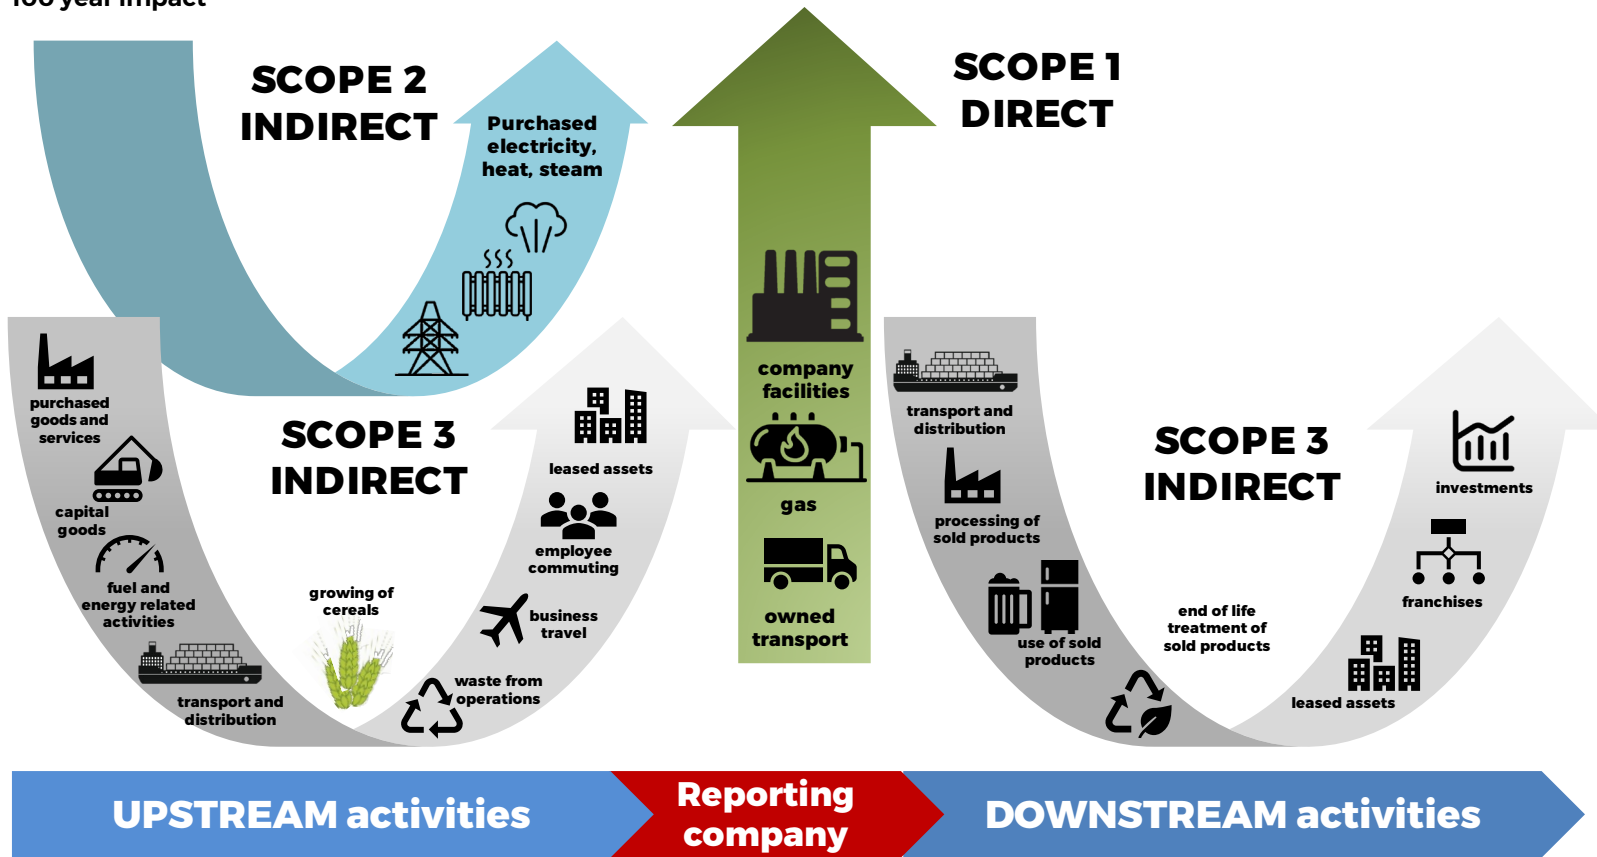 100 year impact
SCOPE 2
INDIRECT
Purchased
electricity,
heat, steam
SCOPE 1
DIRECT
purchased
goods and
services
capital
goods
fuel and
energy related
activities
transport and
distribution
SCOPE 3
INDIRECT
growing of
cereals
leased assets
employee
commuting
business
travel
waste from
operations
company
facilities
gas
owned
transport
transport and
distribution
processing of
sold products
use of sold
products
SCOPE 3
INDIRECT
end of life
treatment of
sold products
investments
franchises
leased assets
UPSTREAM activities
Reporting
company
DOWNSTREAM activities